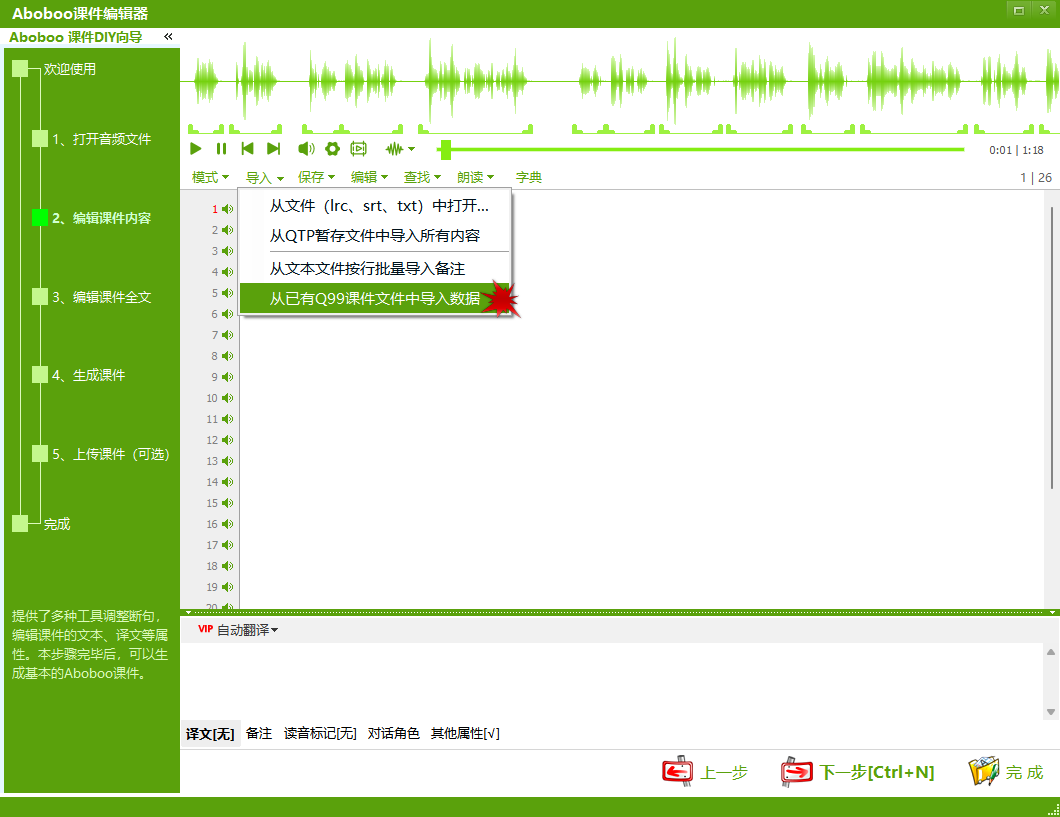 Aboboo课件编辑器
Aboboo 课件DIY向导 «
欢迎使用
1、打开音频文件
2、编辑课件内容
3、编辑课件全文
4、生成课件
5、上传课件（可选）
完成
提供了多种工具调整断句，
编辑课件的文本、译文等属
性。本步骤完毕后，可以生
成基本的Aboboo课件。
0:01 | 1:18
模式 导入 保存 编辑 查找 朗读 字典 1 | 26
从文件（lrc、srt、txt）中打开...
从QTP暂存文件中导入所有内容
从文本文件按行批量导入备注
从已有Q99课件文件中导入数据
1
2
3
4
5
6
7
8
9
10
11
12
13
14
15
16
17
18
19
20
VIP 自动翻译
译文[无] 备注 读音标记[无] 对话角色 其他属性[√]
上一步 下一步[Ctrl+N] 完成